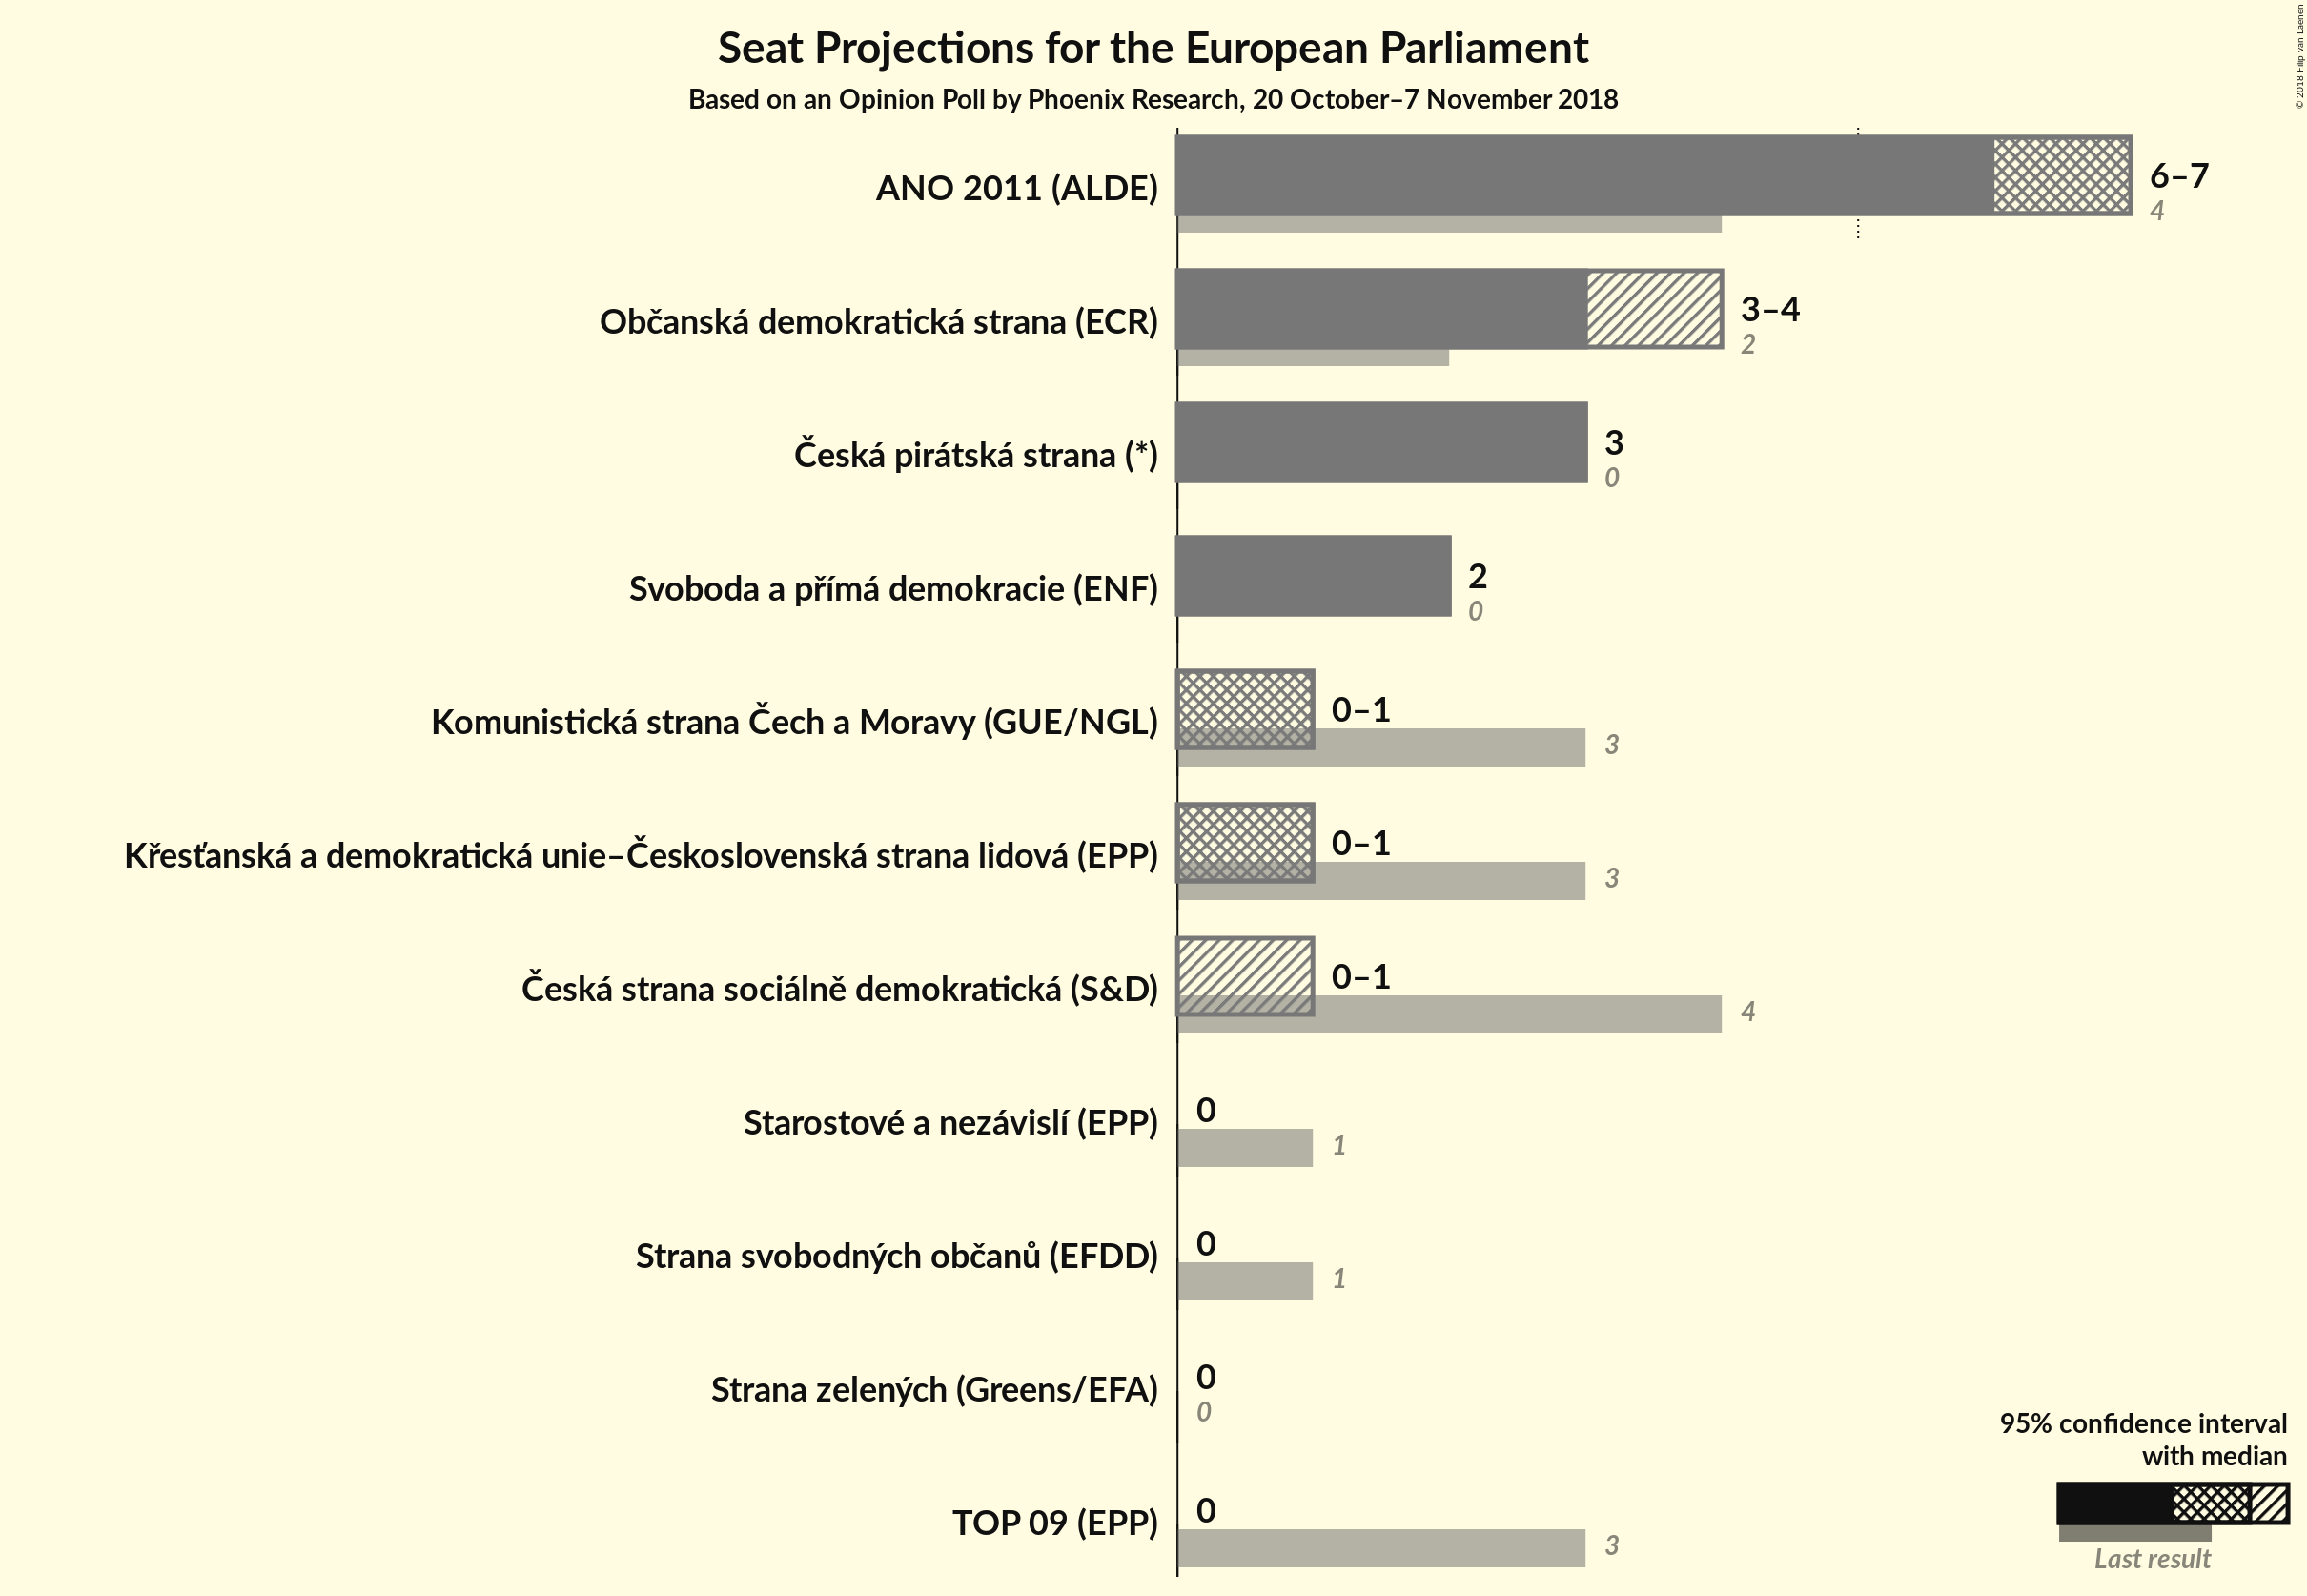 Seat Projections for the European Parliament
Based on an Opinion Poll by Phoenix Research, 20 October–7 November 2018
© 2018 Filip van Laenen
ANO 2011 (ALDE)
6–7
4
Občanská demokratická strana (ECR)
3–4
2
Česká pirátská strana (*)
3
0
Svoboda a přímá demokracie (ENF)
2
0
Komunistická strana Čech a Moravy (GUE/NGL)
0–1
3
Křesťanská a demokratická unie–Československá strana lidová (EPP)
0–1
3
Česká strana sociálně demokratická (S&D)
0–1
4
Starostové a nezávislí (EPP)
0
1
Strana svobodných občanů (EFDD)
0
1
Strana zelených (Greens/EFA)
0
0
TOP 09 (EPP)
0
3
95% confidence interval
with median
Last result